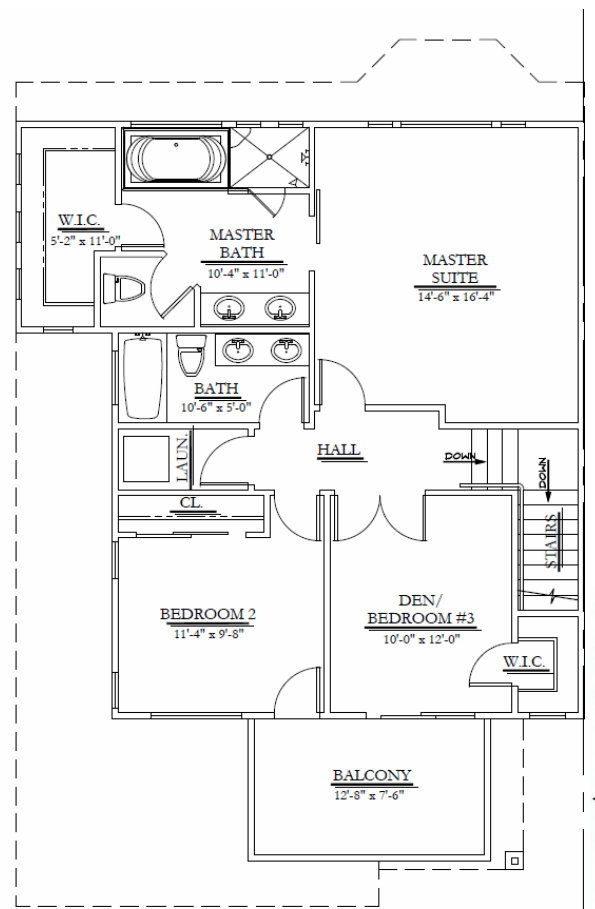 W.I.C.
5'-2" x 11'-0"
MASTER
BATH
10'-4" x 11'-0"
MASTER
SUITE
14'-6" x 16'-4"
BATH
10'-6" x 5'-0"
LAUN.
HALL
DOWN
DOWN
STAIRS
CL.
BEDROOM 2
11'-4" x 9'-8"
DEN/
BEDROOM #3
10'-0" x 12'-0"
W.I.C.
BALCONY
12'-8" x 7'-6"